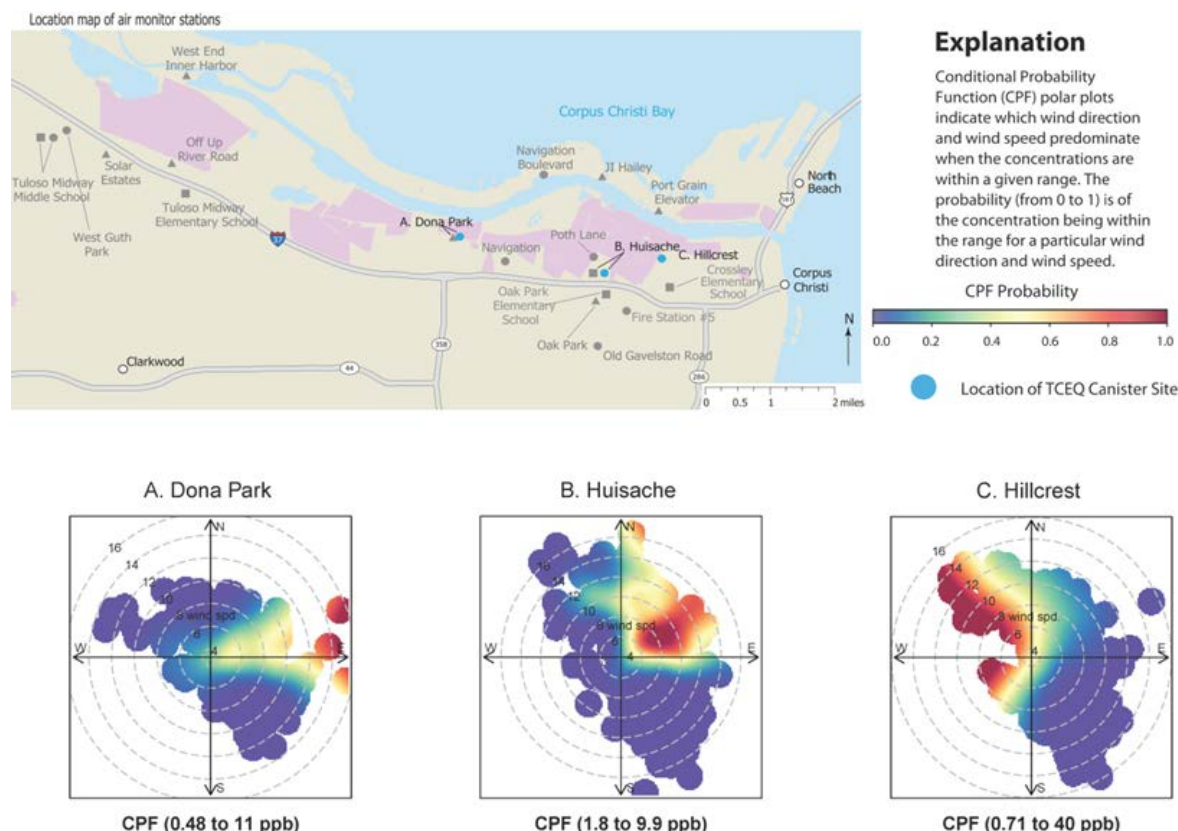 Location map of air monitor stations
West End
Inner Harbor
Corpus Christi Bay
Off Up
River Road
Solar
Estates
Tuloso Midway
Middle School
Tuloso Midway
Elementary School
West Guth
Park
37
Navigation
Boulevard
JI Hailey
Port Grain
Elevator
North
Beach
A. Dona Park
Navigation
Poth Lane
B. Huisache
C. Hillcrest
Crossley
Elementary
School
Corpus
Christi
Oak Park
Elementary
School
Fire Station #5
Oak Park
Old Gavelston Road
Clarkwood
44
358
286
N
0 0.5 1 2 miles
Explanation
Conditional Probability
Function (CPF) polar plots
indicate which wind direction
and wind speed predominate
when the concentrations are
within a given range. The
probability (from 0 to 1) is of
the concentration being within
the range for a particular wind
direction and wind speed.
CPF Probability
0.0 0.2 0.4 0.6 0.8 1.0
Location of TCEQ Canister Site
A. Dona Park
N
16
14
12
10
8 wind spd.
6
4
W
E
S
CPF (0.48 to 11 ppb)
B. Huisache
N
16
14
12
10
8 wind spd.
6
4
W
E
S
CPF (1.8 to 9.9 ppb)
C. Hillcrest
N
16
14
12
10
8 wind spd.
6
4
W
E
S
CPF (0.71 to 40 ppb)